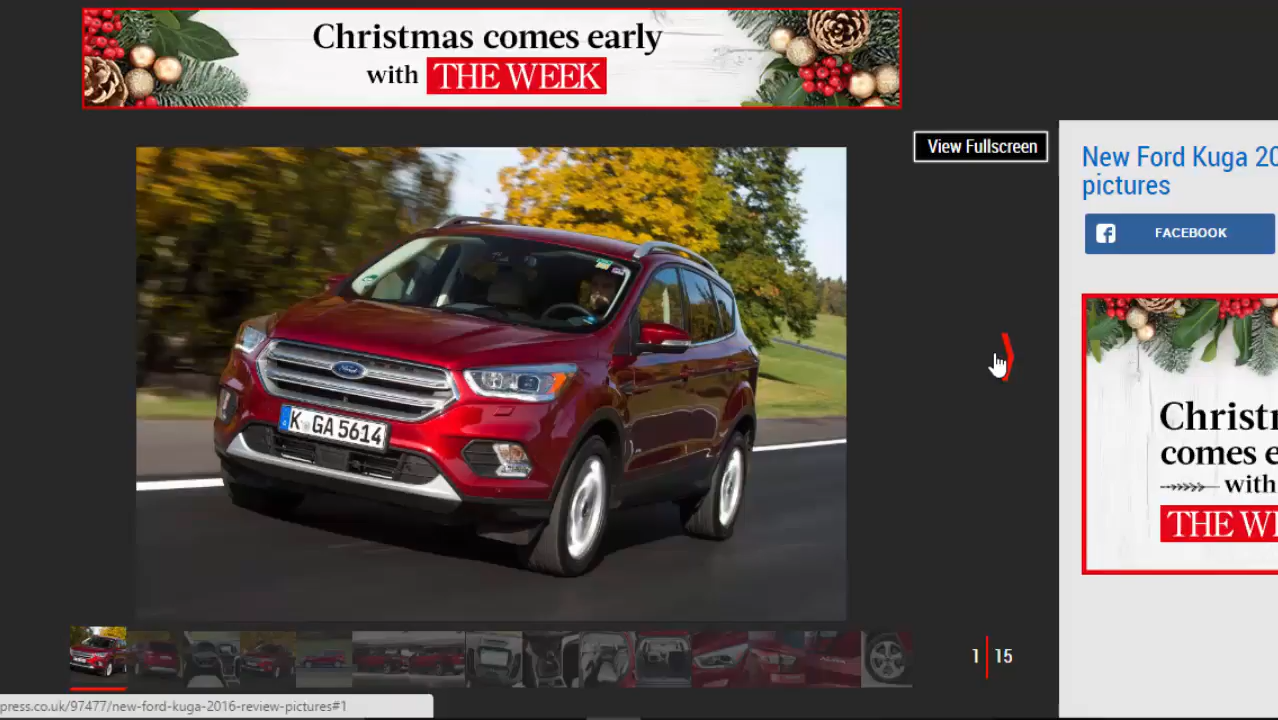 Christmas comes early
with THE WEEK
View Fullscreen
New Ford Kuga 20
pictures
FACEBOOK
Ford
K GA 5614
Christm
comes e
with
THE WE
1 15
press.co.uk/97477/new-ford-kuga-2016-review-pictures#1